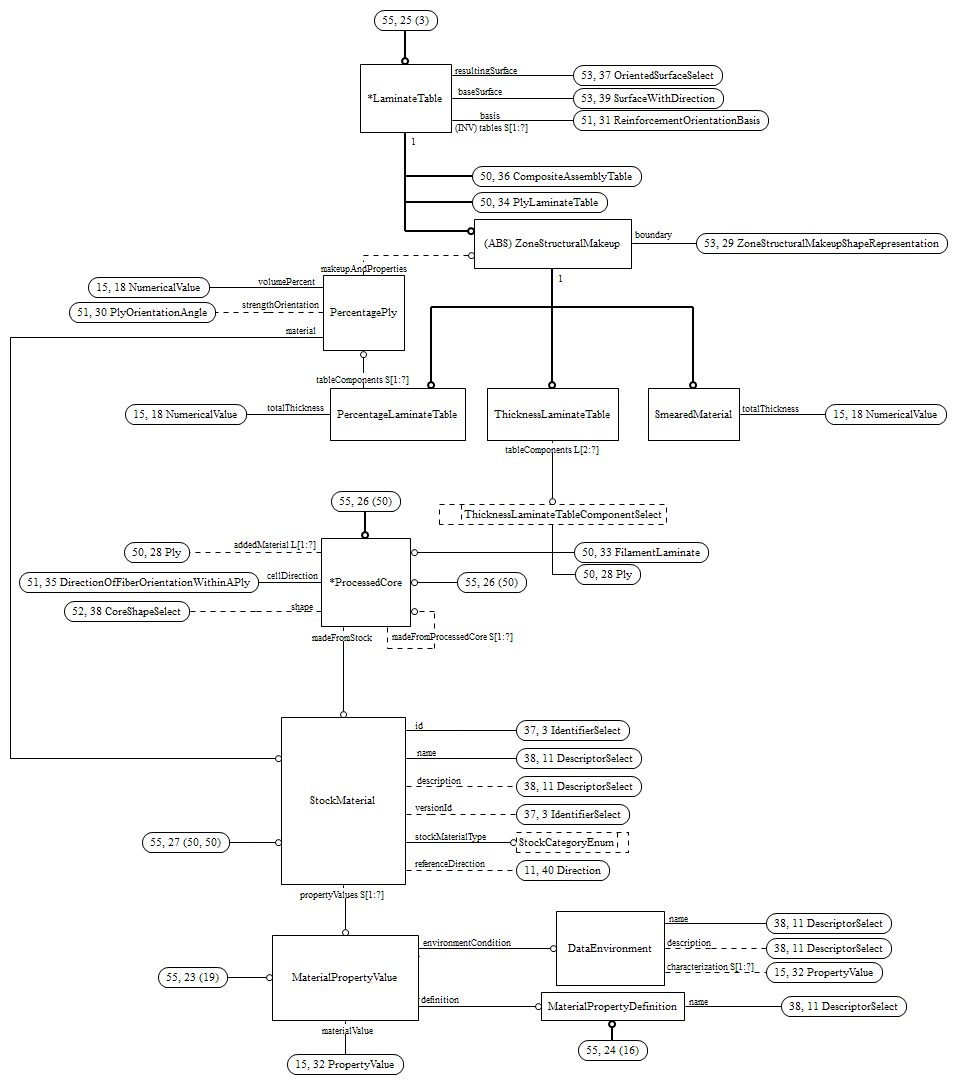 55, 25 (3)
*LaminateTable
resultingSurface
53, 37 OrientedSurfaceSelect
baseSurface
53, 39 SurfaceWithDirection
basis
(INV) tables S[1:?]
51, 31 ReinforcementOrientationBasis
1
50, 36 CompositeAssemblyTable
50, 34 PlyLaminateTable
(ABS) ZoneStructuralMakeup
boundary
53, 29 ZoneStructuralMakeupShapeRepresentation
makeupAndProperties
1
15, 18 NumericalValue
volumePercent
51, 30 PlyOrientationAngle
strengthOrientation
PercentagePly
material
tableComponents S[1:?]
15, 18 NumericalValue
totalThickness
PercentageLaminateTable
ThicknessLaminateTable
SmearedMaterial
totalThickness
15, 18 NumericalValue
tableComponents L[2:?]
55, 26 (50)
ThicknessLaminateTableComponentSelect
50, 28 Ply
addedMaterial L[1:?]
50, 33 FilamentLaminate
51, 35 DirectionOfFiberOrientationWithinAPly
cellDirection
*ProcessedCore
55, 26 (50)
50, 28 Ply
52, 38 CoreShapeSelect
shape
madeFromStock
madeFromProcessedCore S[1:?]
id
37, 3 IdentifierSelect
name
38, 11 DescriptorSelect
description
38, 11 DescriptorSelect
StockMaterial
versionId
37, 3 IdentifierSelect
55, 27 (50, 50)
stockMaterialType
StockCategoryEnum
referenceDirection
11, 40 Direction
propertyValues S[1:?]
name
38, 11 DescriptorSelect
environmentCondition
DataEnvironment
description
38, 11 DescriptorSelect
characterization S[1:?]
15, 32 PropertyValue
55, 23 (19)
MaterialPropertyValue
definition
MaterialPropertyDefinition
name
38, 11 DescriptorSelect
materialValue
55, 24 (16)
15, 32 PropertyValue